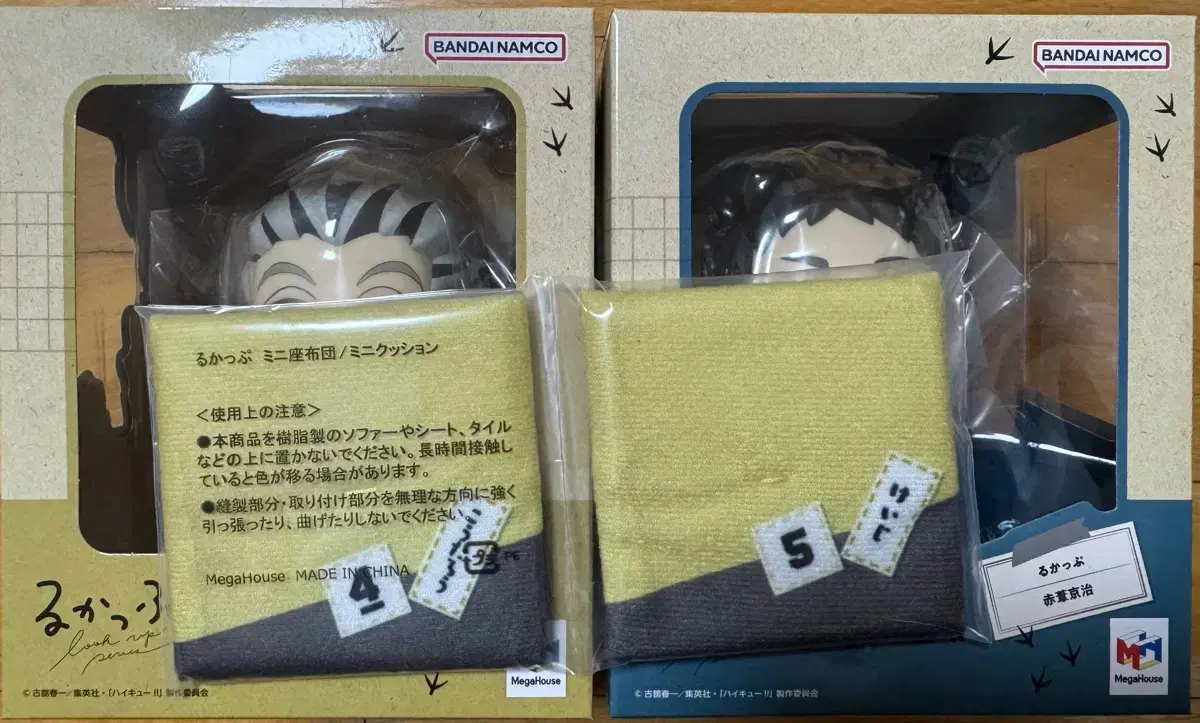 BANDAI NAMCO
るかっぷ ミニ座布団/ミニクッション
<使用上の注意>
●本商品を樹脂製のソファーやシート、タイル
などの上に置かないでください。長時間接触し
ていると色が移る場合があります。
●縫製部分・取り付け部分を無理な方向に強く
引っ張ったり、曲げたりしないでください。
MegaHouse MADE IN CHINA
4
るかっぷ
look up
series
©古舘春一/集英社・「ハイキュー!!」製作委員会
MegaHouse
BANDAI NAMCO
5
けいじ
るかっぷ
赤葦京治
©古舘春一/集英社・「ハイキュー!!」製作委員会
MegaHouse